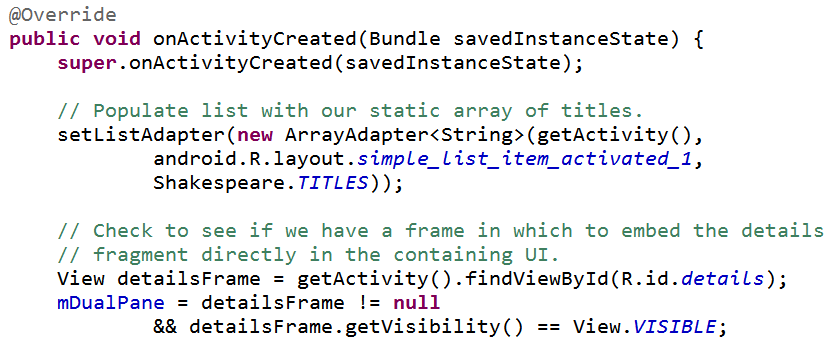 @Override
public void onActivityCreated(Bundle savedInstanceState) {
    super.onActivityCreated(savedInstanceState);

    // Populate list with our static array of titles.
    setListAdapter(new ArrayAdapter<String>(getActivity(),
            android.R.layout.simple_list_item_activated_1,
            Shakespeare.TITLES));

    // Check to see if we have a frame in which to embed the details
    // fragment directly in the containing UI.
    View detailsFrame = getActivity().findViewById(R.id.details);
    mDualPane = detailsFrame != null
            && detailsFrame.getVisibility() == View.VISIBLE;